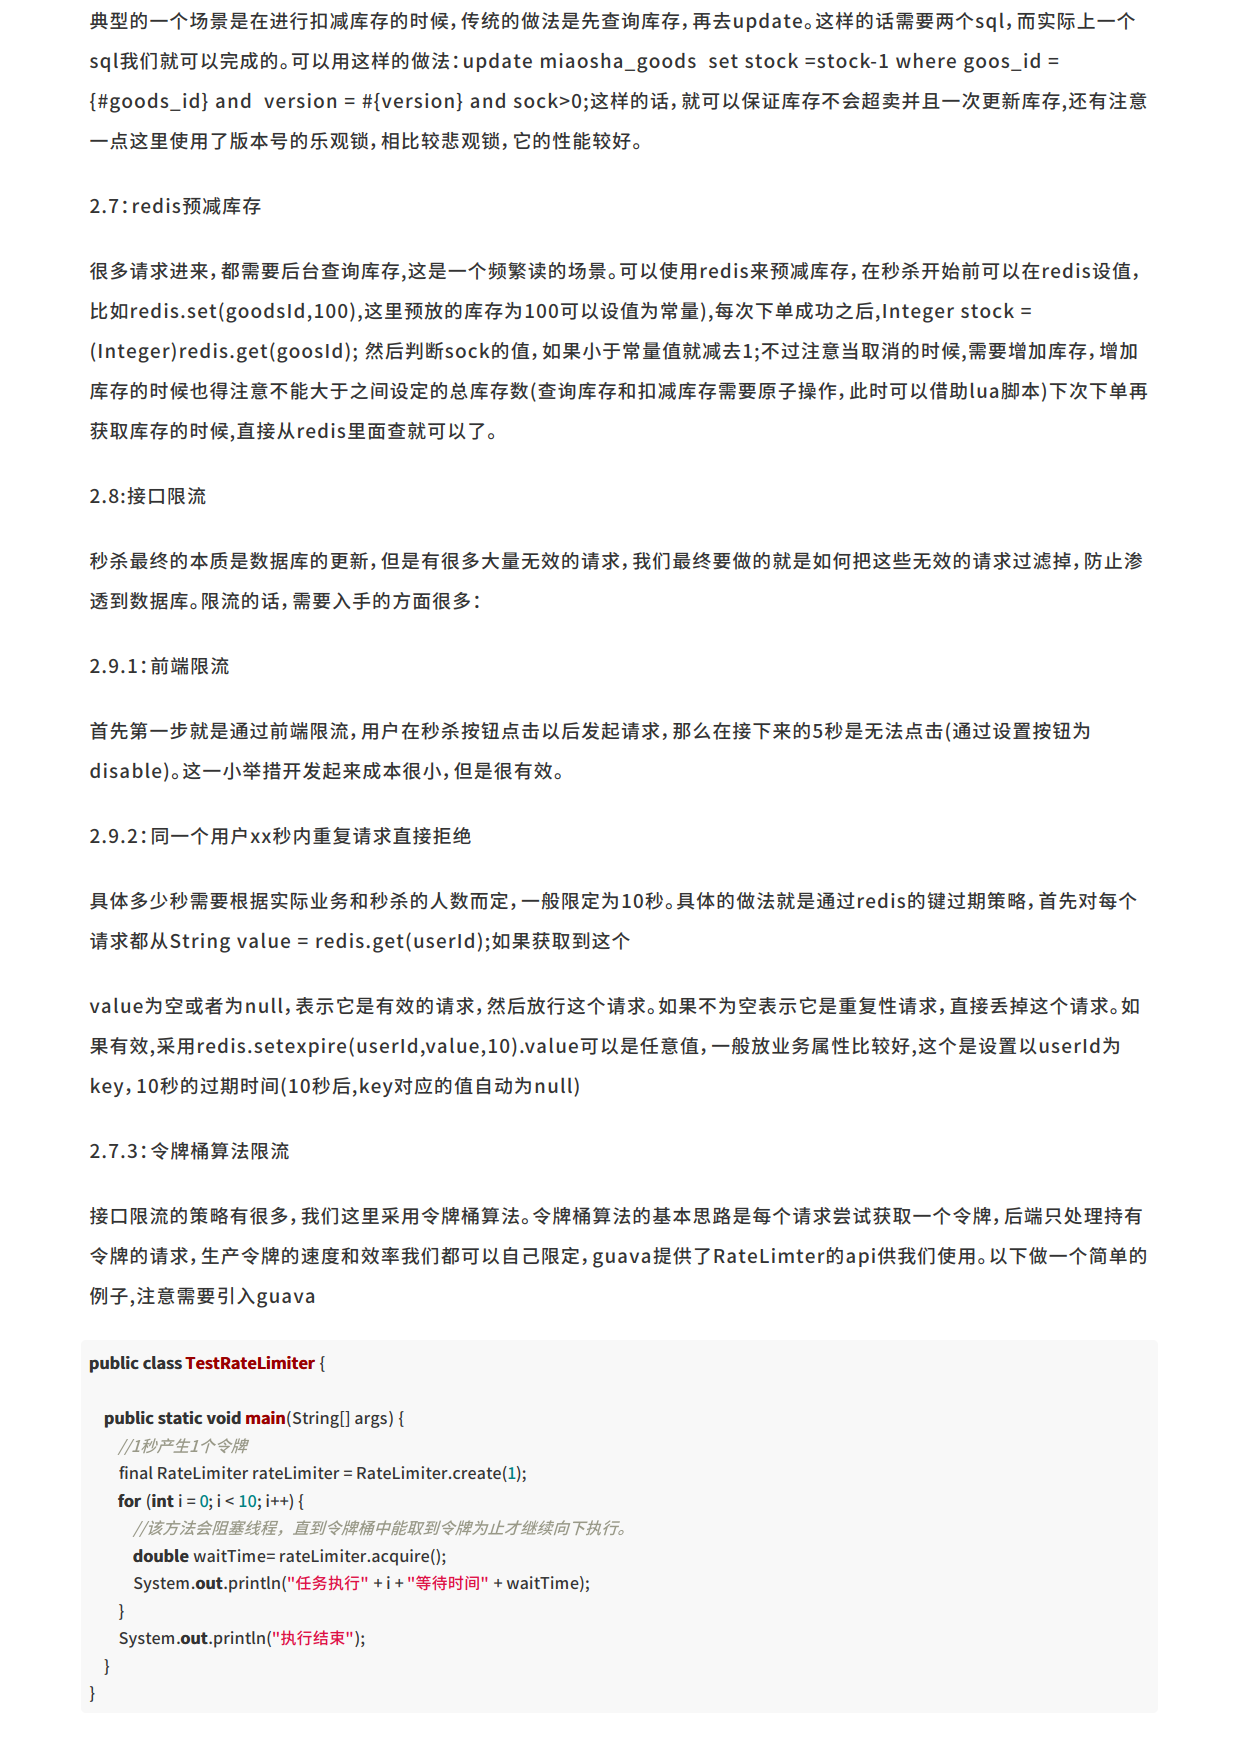 典型的一个场景是在进行扣减库存的时候，传统的做法是先查询库存，再去update。这样的话需要两个sql，而实际上一个
sql我们就可以完成的。可以用这样的做法：update miaosha_goods  set stock =stock-1 where goos_id =
{#goods_id} and  version = #{version} and sock>0;这样的话，就可以保证库存不会超卖并且一次更新库存,还有注意
一点这里使用了版本号的乐观锁，相比较悲观锁，它的性能较好。
2.7：redis预减库存
很多请求进来，都需要后台查询库存,这是一个频繁读的场景。可以使用redis来预减库存，在秒杀开始前可以在redis设值，
比如redis.set(goodsId,100),这里预放的库存为100可以设值为常量),每次下单成功之后,Integer stock =
(Integer)redis.get(goosId); 然后判断sock的值，如果小于常量值就减去1;不过注意当取消的时候,需要增加库存，增加
库存的时候也得注意不能大于之间设定的总库存数(查询库存和扣减库存需要原子操作，此时可以借助lua脚本)下次下单再
获取库存的时候,直接从redis里面查就可以了。
2.8:接口限流
秒杀最终的本质是数据库的更新，但是有很多大量无效的请求，我们最终要做的就是如何把这些无效的请求过滤掉，防止渗
透到数据库。限流的话，需要入手的方面很多：
2.9.1：前端限流
首先第一步就是通过前端限流，用户在秒杀按钮点击以后发起请求，那么在接下来的5秒是无法点击(通过设置按钮为
disable)。这一小举措开发起来成本很小，但是很有效。
2.9.2：同一个用户xx秒内重复请求直接拒绝
具体多少秒需要根据实际业务和秒杀的人数而定，一般限定为10秒。具体的做法就是通过redis的键过期策略，首先对每个
请求都从String value = redis.get(userId);如果获取到这个
value为空或者为null，表示它是有效的请求，然后放行这个请求。如果不为空表示它是重复性请求，直接丢掉这个请求。如
果有效,采用redis.setexpire(userId,value,10).value可以是任意值，一般放业务属性比较好,这个是设置以userId为
key，10秒的过期时间(10秒后,key对应的值自动为null)
2.7.3：令牌桶算法限流
接口限流的策略有很多，我们这里采用令牌桶算法。令牌桶算法的基本思路是每个请求尝试获取一个令牌，后端只处理持有
令牌的请求，生产令牌的速度和效率我们都可以自己限定，guava提供了RateLimter的api供我们使用。以下做一个简单的
例子,注意需要引入guava
public class TestRateLimiter {
public static void main(String[] args) {
//1秒产生1个令牌
final RateLimiter rateLimiter = RateLimiter.create(1);
for (int i = 0; i < 10; i++) {
//该方法会阻塞线程，直到令牌桶中能取到令牌为止才继续向下执行。
double waitTime= rateLimiter.acquire();
System.out.println("任务执行" + i + "等待时间" + waitTime);
}
System.out.println("执行结束");
}
}